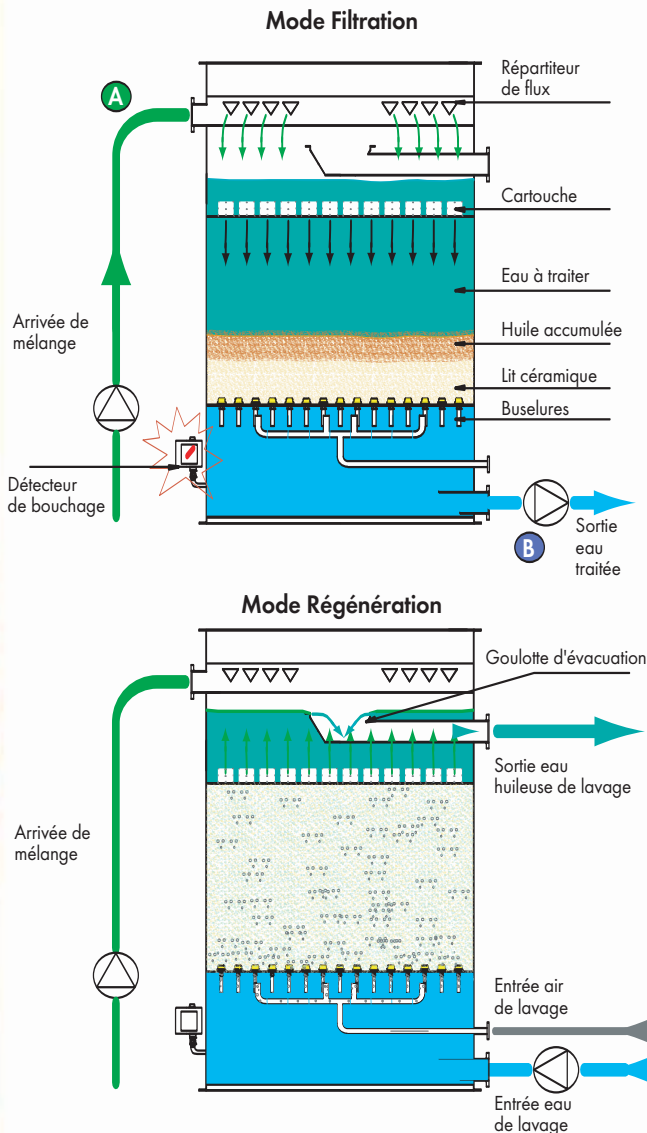 Mode Filtration
A
Répartiteur
de flux
Cartouche
Eau à traiter
Arrivée de
mélange
Huile accumulée
Lit céramique
Buselures
Détecteur
de bouchage
B
Sortie
eau
traitée
Mode Régénération
Goulotte d'évacuation
Sortie eau
huileuse de lavage
Arrivée de
mélange
Entrée air
de lavage
Entrée eau
de lavage